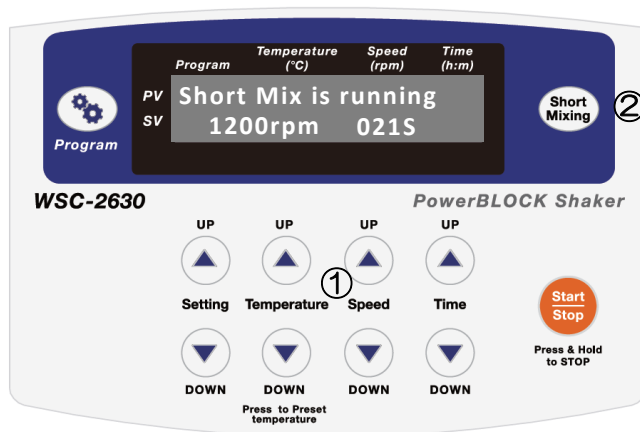 Program Temperature (°C) Speed (rpm) Time (h:m)
PV Short Mix is running
SV 1200rpm 021S
Program
Short Mixing
②
WSC-2630 PowerBLOCK Shaker
UP UP UP UP
①
Setting Temperature Speed Time
Start
Stop
Press & Hold
to STOP
DOWN DOWN DOWN DOWN
Press to Preset
temperature